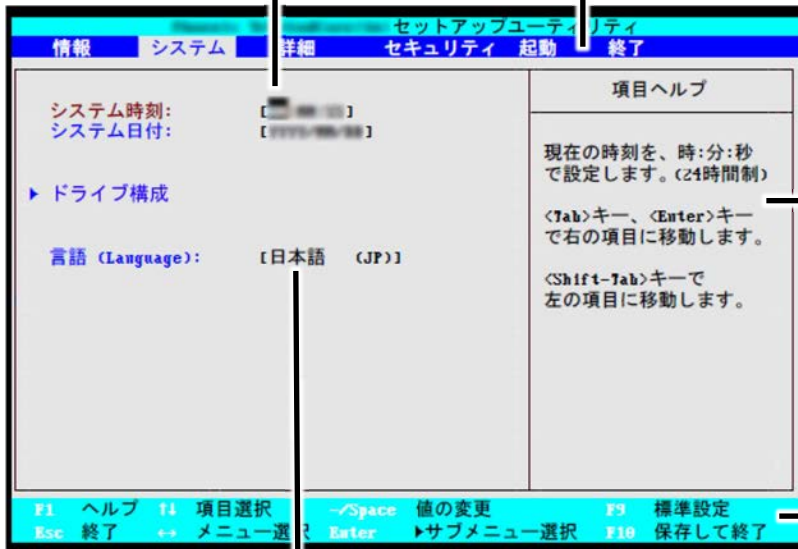 セットアップユーティリティ
情報 システム 詳細 セキュリティ 起動 終了
システム時刻:
システム日付:
▶ ドライブ構成
言語 (Language): [日本語 (JP)]
項目ヘルプ
現在の時刻を、時:分:秒
で設定します。(24時間制)
<Tab>キー、<Enter>キー
で右の項目に移動します。
<Shift-Tab>キーで
左の項目に移動します。
F1 ヘルプ ↑↓ 項目選択 -/Space 値の変更 F9 標準設定
Esc 終了 ↔ メニュー選択 Enter ▶サブメニュー選択 F10 保存して終了